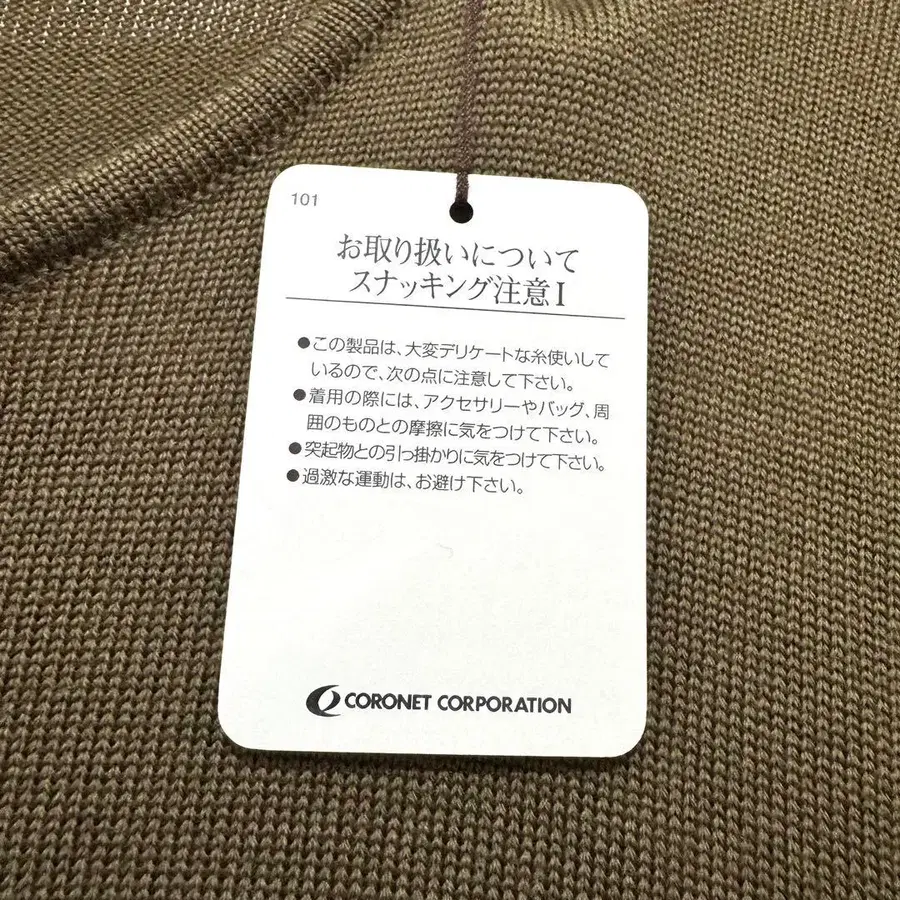 101
お取り扱いについて
スナッキング注意Ⅰ
●この製品は、大変デリケートな糸使いして
いるので、次の点に注意して下さい。
●着用の際には、アクセサリーやバッグ、周
囲のものとの摩擦に気をつけて下さい。
●突起物との引っ掛かりに気をつけて下さい。
●過激な運動は、お避け下さい。
CORONET CORPORATION